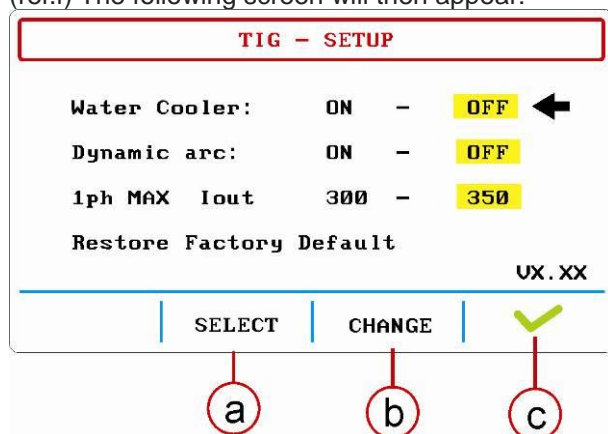 (ref.i) The following screen will then appear:
TIG – SETUP
Water Cooler: ON – OFF
Dynamic arc: ON – OFF
1ph MAX Iout 300 – 350
Restore Factory Default
VX.XX
SELECT CHANGE
a b c